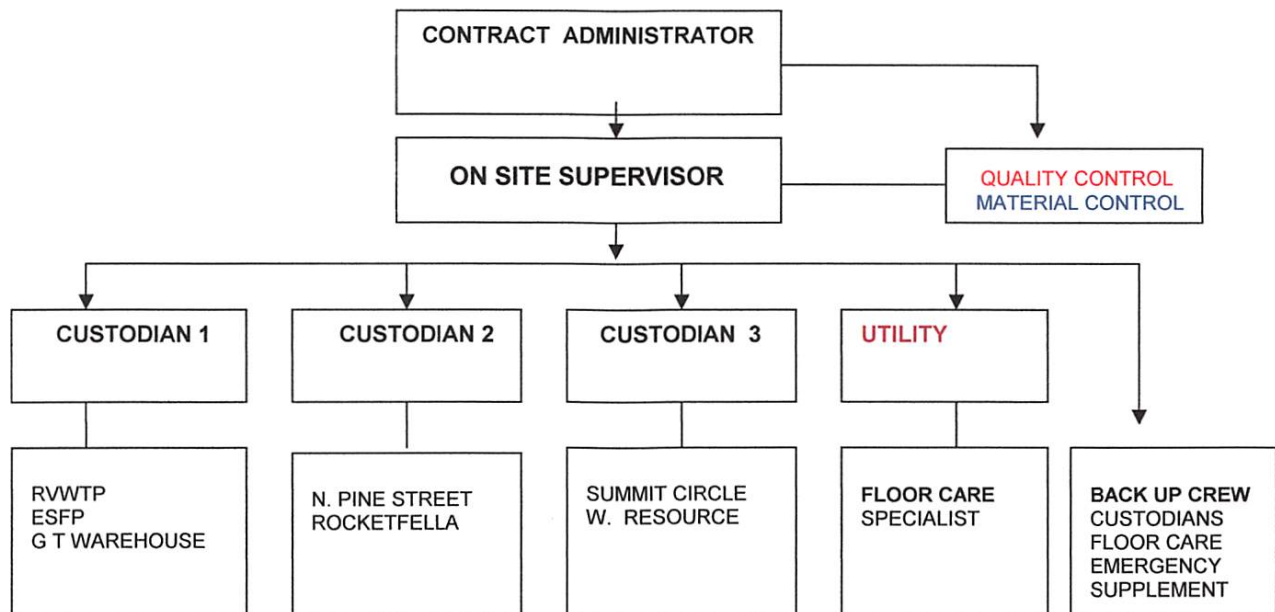 CONTRACT ADMINISTRATOR
ON SITE SUPERVISOR
QUALITY CONTROL
MATERIAL CONTROL
CUSTODIAN 1
CUSTODIAN 2
CUSTODIAN 3
UTILITY
RVWTP
ESFP
G T WAREHOUSE
N. PINE STREET
ROCKETFELLA
SUMMIT CIRCLE
W. RESOURCE
FLOOR CARE
SPECIALIST
BACK UP CREW
CUSTODIANS
FLOOR CARE
EMERGENCY
SUPPLEMENT